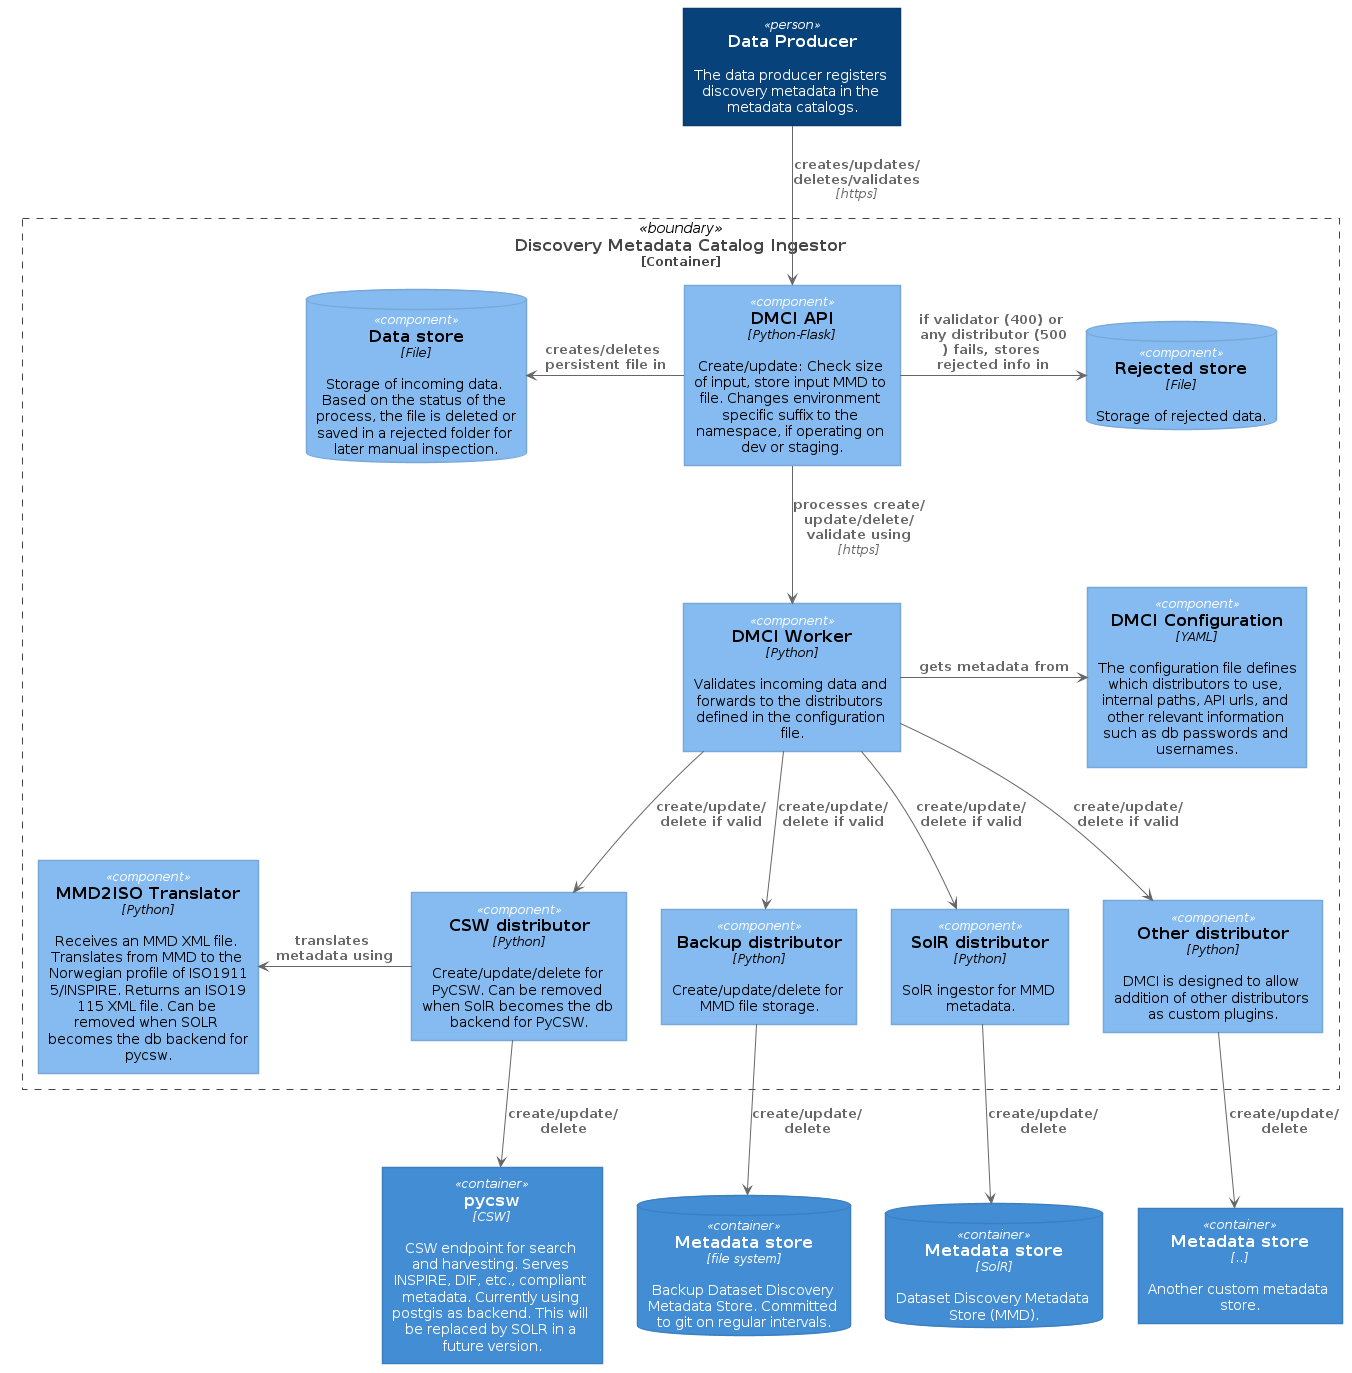 «person»
Data Producer
The data producer registers
discovery metadata in the
metadata catalogs.
creates/updates/
deletes/validates
[https]
«boundary»
Discovery Metadata Catalog Ingestor
[Container]
«component»
Data store
[File]
Storage of incoming data.
Based on the status of the
process, the file is deleted or
saved in a rejected folder for
later manual inspection.
creates/deletes
persistent file in
«component»
DMCI API
[Python-Flask]
Create/update: Check size
of input, store input MMD to
file. Changes environment
specific suffix to the
namespace, if operating on
dev or staging.
if validator (400) or
any distributor (500
) fails, stores
rejected info in
«component»
Rejected store
[File]
Storage of rejected data.
processes create/
update/delete/
validate using
[https]
«component»
DMCI Worker
[Python]
Validates incoming data and
forwards to the distributors
defined in the configuration
file.
gets metadata from
«component»
DMCI Configuration
[YAML]
The configuration file defines
which distributors to use,
internal paths, API urls, and
other relevant information
such as db passwords and
usernames.
create/update/
delete if valid
create/update/
delete if valid
create/update/
delete if valid
create/update/
delete if valid
«component»
MMD2ISO Translator
[Python]
Receives an MMD XML file.
Translates from MMD to the
Norwegian profile of ISO1911
5/INSPIRE. Returns an ISO19
115 XML file. Can be
removed when SOLR
becomes the db backend for
pycsw.
translates
metadata using
«component»
CSW distributor
[Python]
Create/update/delete for
PyCSW. Can be removed
when SolR becomes the db
backend for PyCSW.
«component»
Backup distributor
[Python]
Create/update/delete for
MMD file storage.
«component»
SolR distributor
[Python]
SolR ingestor for MMD
metadata.
«component»
Other distributor
[Python]
DMCI is designed to allow
addition of other distributors
as custom plugins.
create/update/
delete
create/update/
delete
create/update/
delete
create/update/
delete
«container»
pycsw
[CSW]
CSW endpoint for search
and harvesting. Serves
INSPIRE, DIF, etc., compliant
metadata. Currently using
postgis as backend. This will
be replaced by SOLR in a
future version.
«container»
Metadata store
[file system]
Backup Dataset Discovery
Metadata Store. Committed
to git on regular intervals.
«container»
Metadata store
[SolR]
Dataset Discovery Metadata
Store (MMD).
«container»
Metadata store
[..]
Another custom metadata
store.